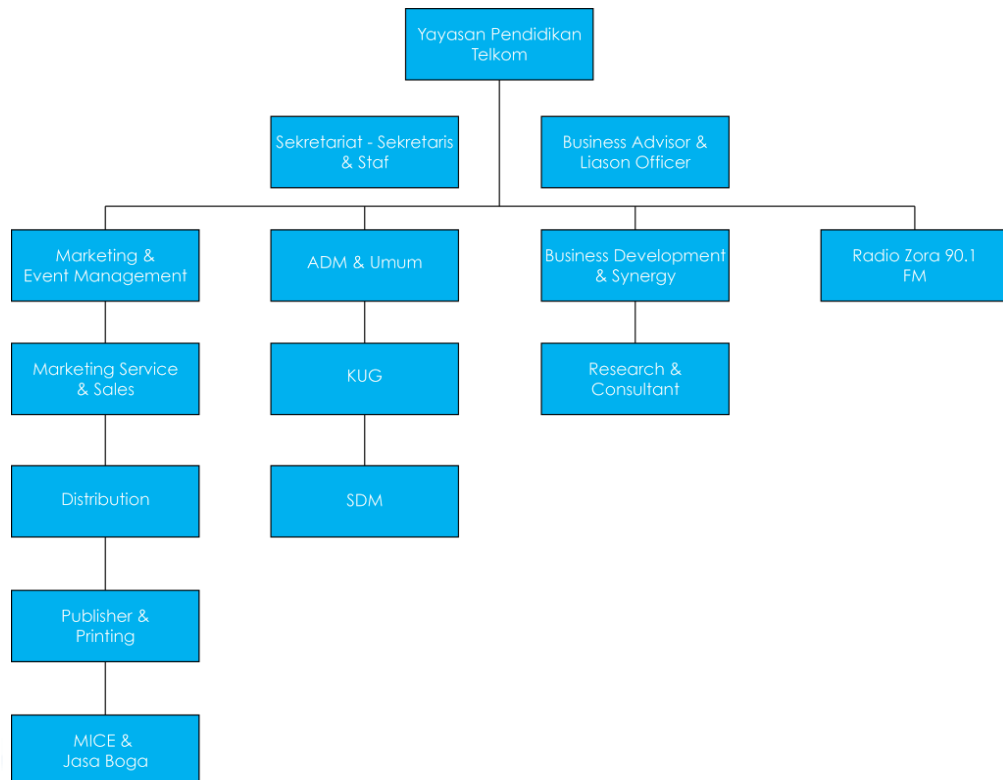 Yayasan Pendidikan
Telkom
Sekretariat - Sekretaris
& Staf
Business Advisor &
Liason Officer
Marketing &
Event Management
ADM & Umum
Business Development
& Synergy
Radio Zora 90.1
FM
Marketing Service
& Sales
KUG
Research &
Consultant
Distribution
SDM
Publisher &
Printing
MICE &
Jasa Boga